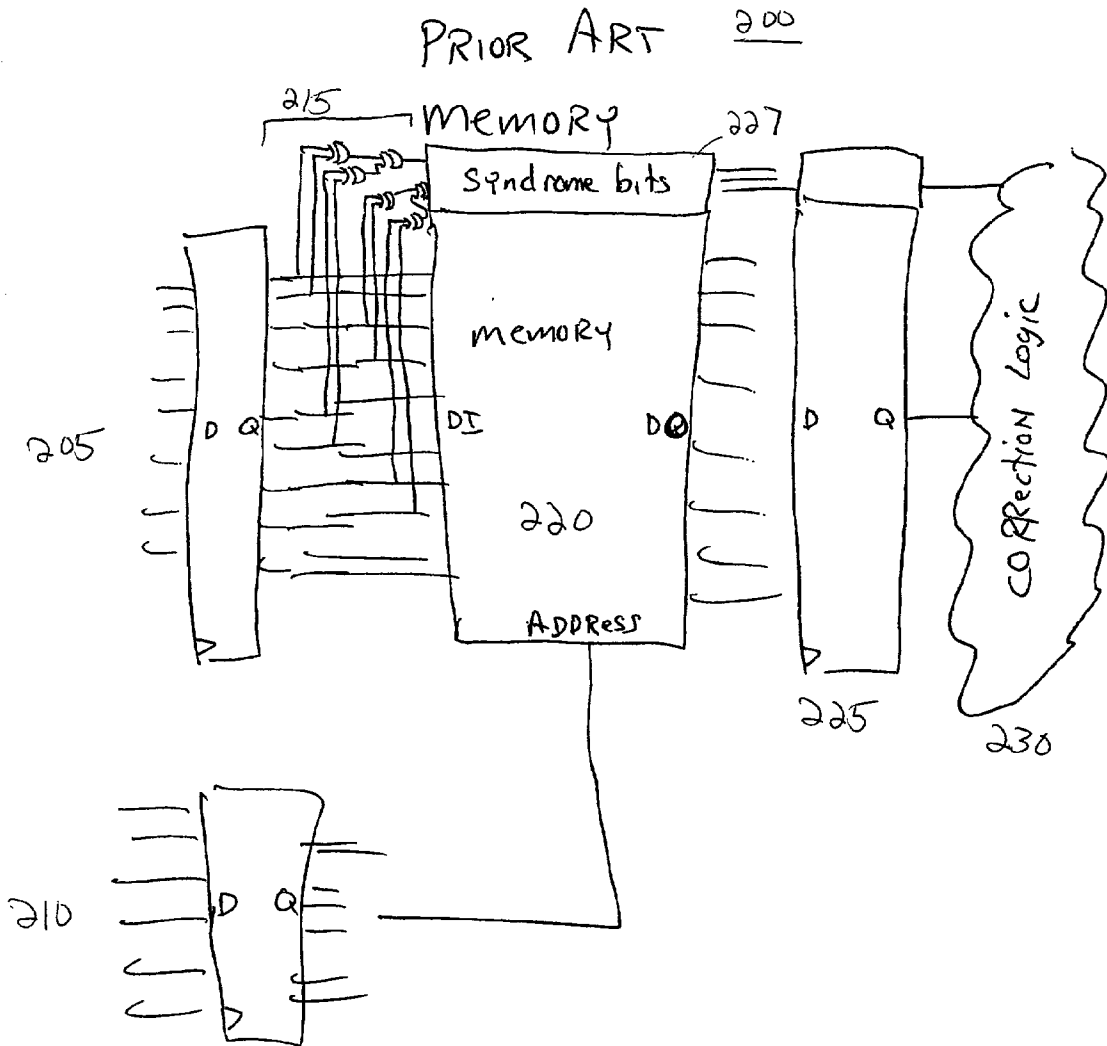 PRIOR ART 200
215
MEMORY
227
Syndrome bits
MEMORY
CORRECTION Logic
205
D Q
DI
DQ
D Q
220
ADDRESS
225
230
210
D Q